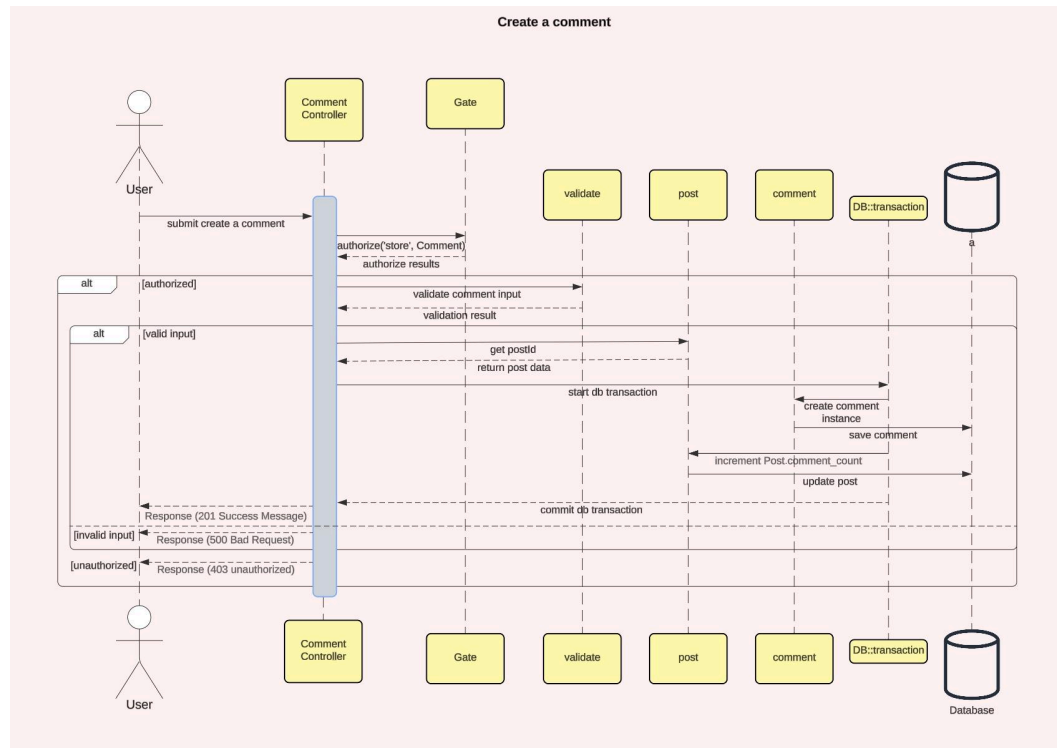 Create a comment
Comment
Controller
Gate
User
validate
post
comment
DB::transaction
a
submit create a comment
authorize('store', Comment)
authorize results
alt
[authorized]
validate comment input
validation result
alt
[valid input]
get postId
return post data
start db transaction
create comment
instance
save comment
increment Post.comment_count
update post
commit db transaction
Response (201 Success Message)
[invalid input]
Response (500 Bad Request)
[unauthorized]
Response (403 unauthorized)
User
Comment
Controller
Gate
validate
post
comment
DB::transaction
Database